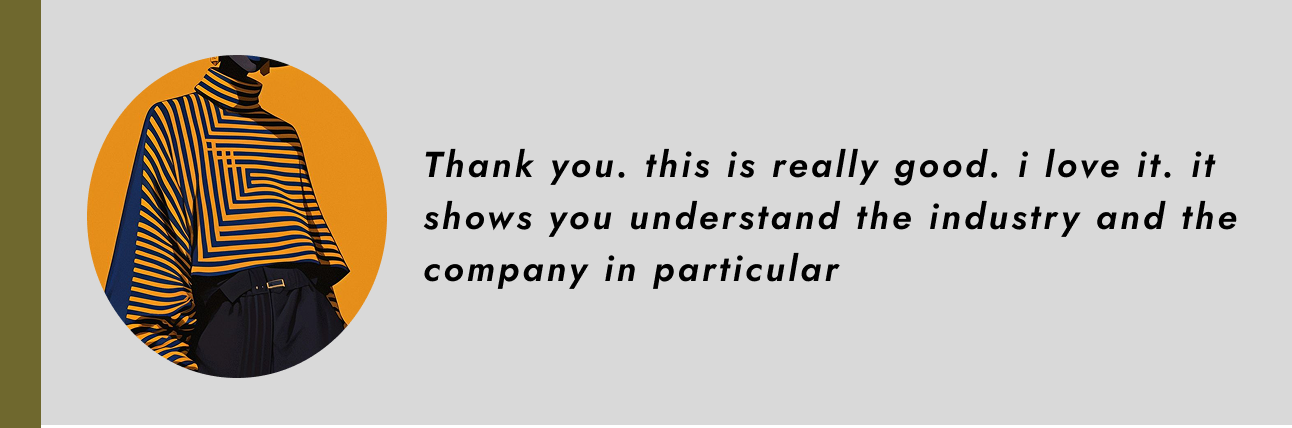 Thank you. this is really good. i love it. it
shows you understand the industry and the
company in particular